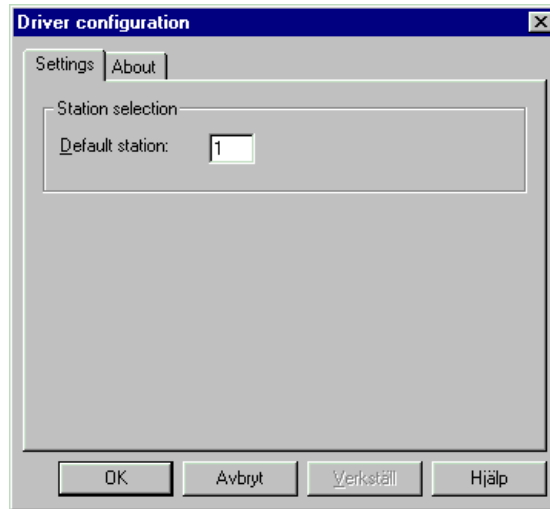 Driver configuration
Settings About
Station selection
Default station: 1
OK Avbryt Verkställ Hjälp